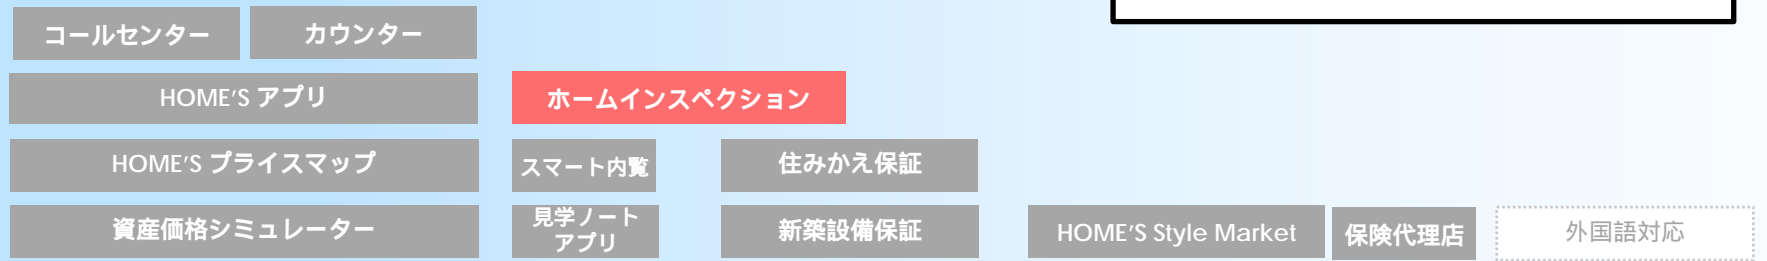 コールセンター カウンター
HOME'S アプリ ホームインスペクション
HOME'S プライスマップ スマート内覧 住みかえ保証
資産価格シミュレーター 見学ノート
アプリ 新築設備保証 HOME'S Style Market 保険代理店 外国語対応